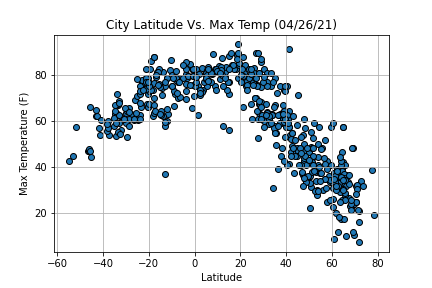 City Latitude Vs. Max Temp (04/26/21)
Max Temperature (F)
80
60
40
20
−60 −40 −20 0 20 40 60 80
Latitude